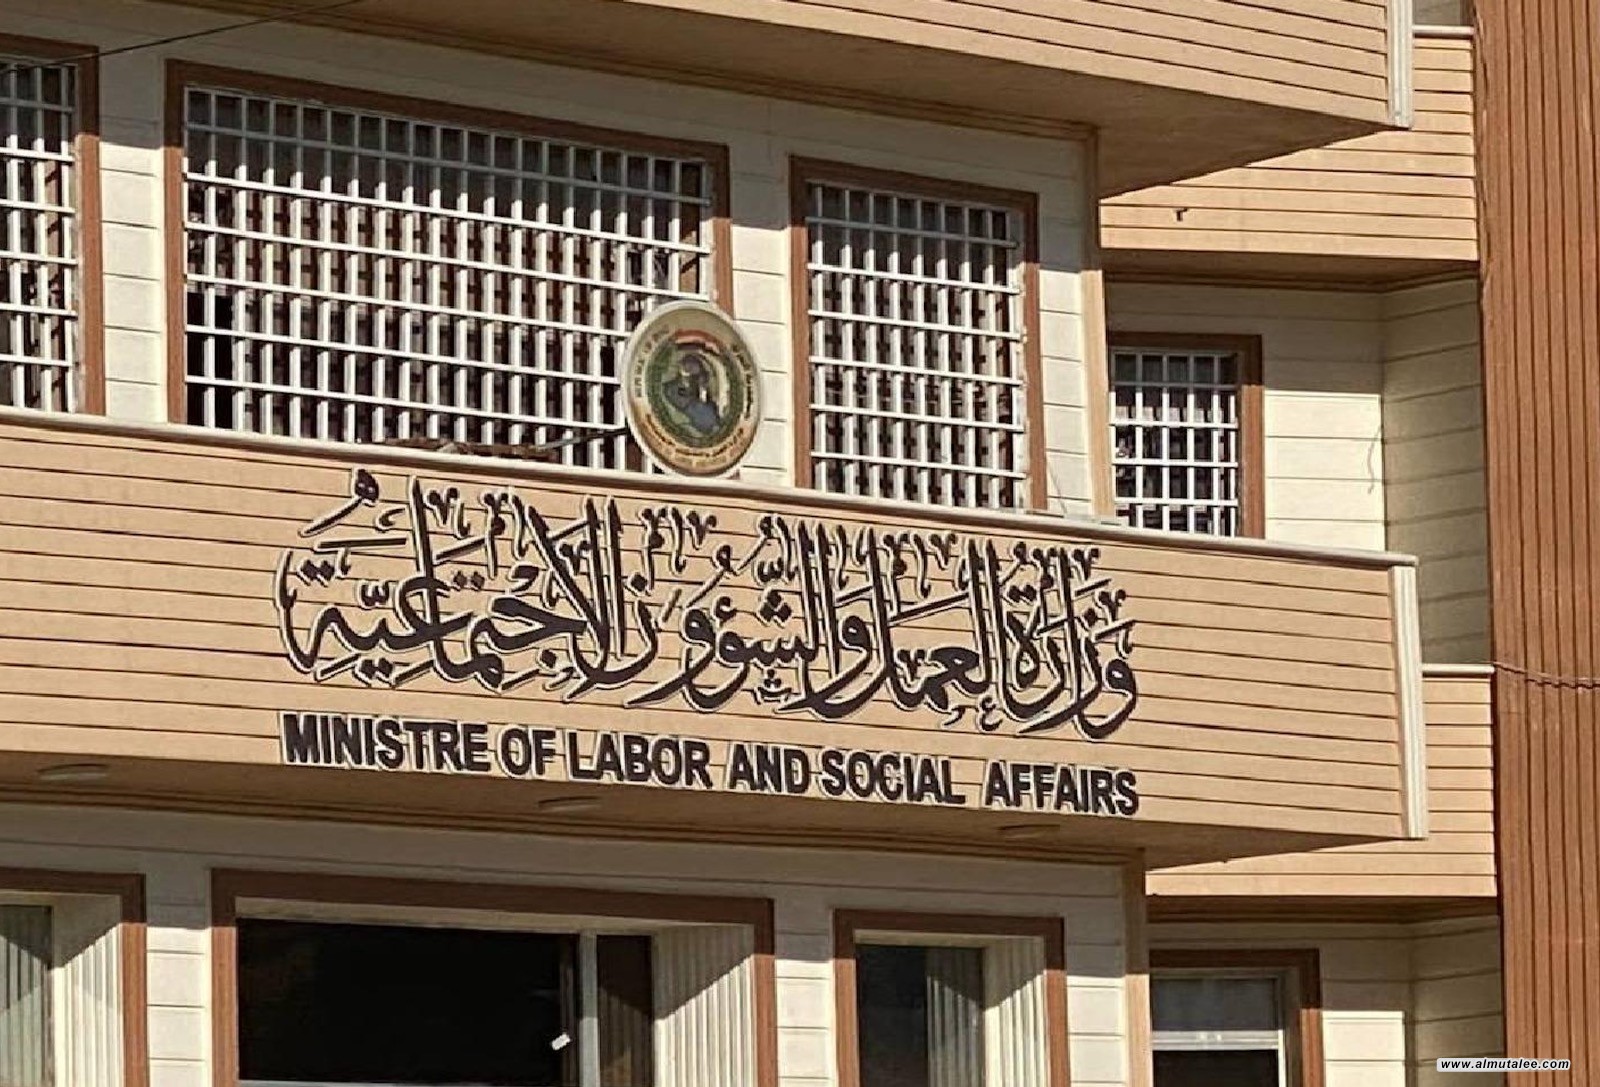 وزارة العمل والشؤون الاجتماعية
MINISTRE OF LABOR AND SOCIAL AFFAIRS
www.almutalee.com